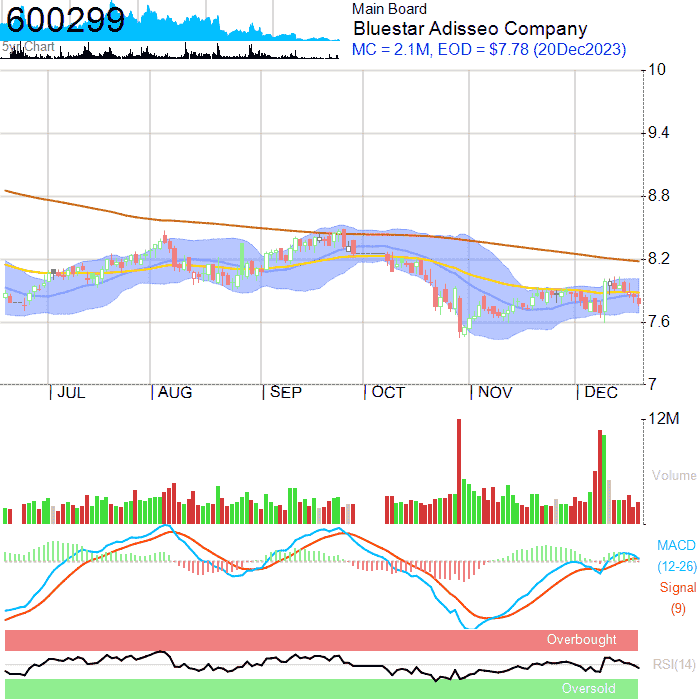 600299
5yr Chart
Main Board
Bluestar Adisseo Company
MC = 2.1M, EOD = $7.78 (20Dec2023)
10
9.4
8.8
8.2
7.6
7
JUL AUG SEP OCT NOV DEC
12M
Volume
MACD
(12-26)
Signal
(9)
Overbought
RSI(14)
Oversold